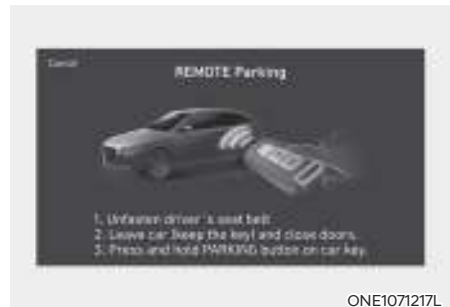 Cancel
REMOTE Parking
1. Unfasten driver's seat belt
2. Leave car (keep the key) and close doors.
3. Press and hold PARKING button on car key.
ONE1071217L